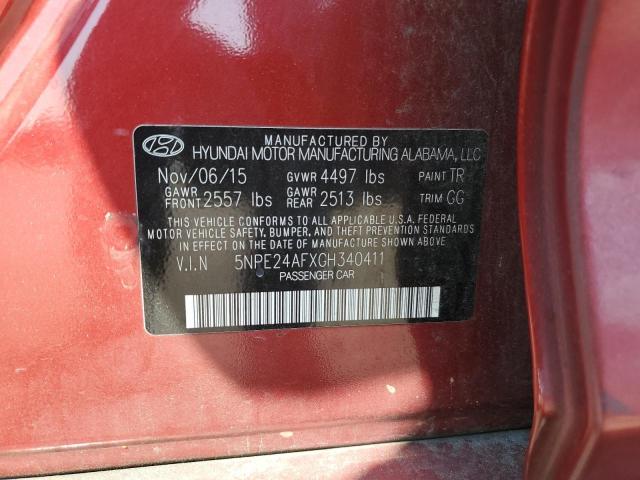 MANUFACTURED BY
HYUNDAI MOTOR MANUFACTURING ALABAMA, LLC
Nov/06/15 GVWR 4497 lbs PAINT TR
GAWR FRONT 2557 lbs GAWR REAR 2513 lbs TRIM GG
THIS VEHICLE CONFORMS TO ALL APPLICABLE U.S.A. FEDERAL
MOTOR VEHICLE SAFETY, BUMPER, AND THEFT PREVENTION STANDARDS
IN EFFECT ON THE DATE OF MANUFACTURE SHOWN ABOVE.
V.I.N 5NPE24AFXGH340411
PASSENGER CAR